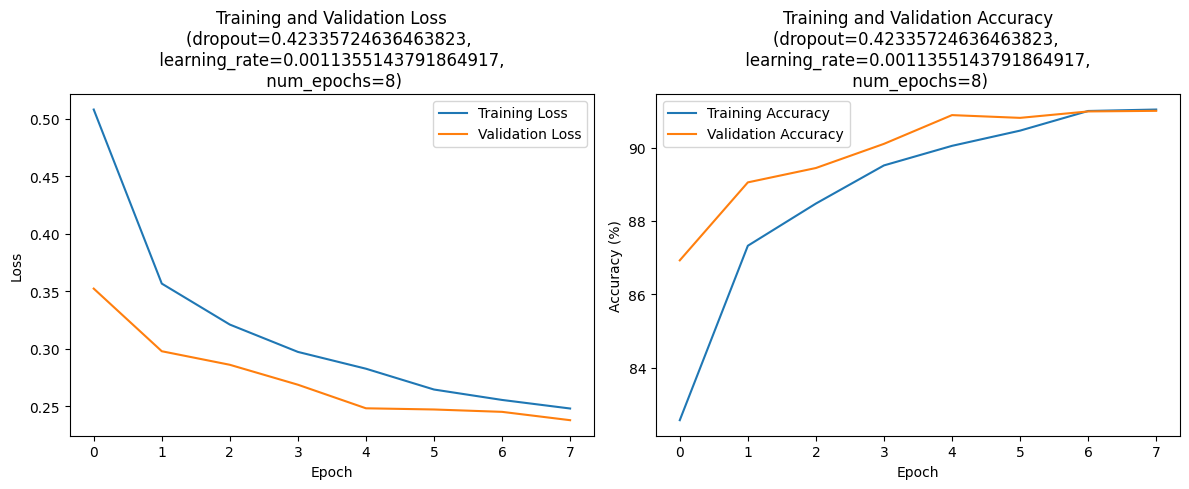 Training and Validation Loss
(dropout=0.42335724636463823,
learning_rate=0.0011355143791864917,
num_epochs=8)
Training Loss
Validation Loss
0.50
0.45
0.40
0.35
0.30
0.25
Loss
0 1 2 3 4 5 6 7
Epoch
Training and Validation Accuracy
(dropout=0.42335724636463823,
learning_rate=0.0011355143791864917,
num_epochs=8)
Training Accuracy
Validation Accuracy
90
88
86
84
Accuracy (%)
0 1 2 3 4 5 6 7
Epoch